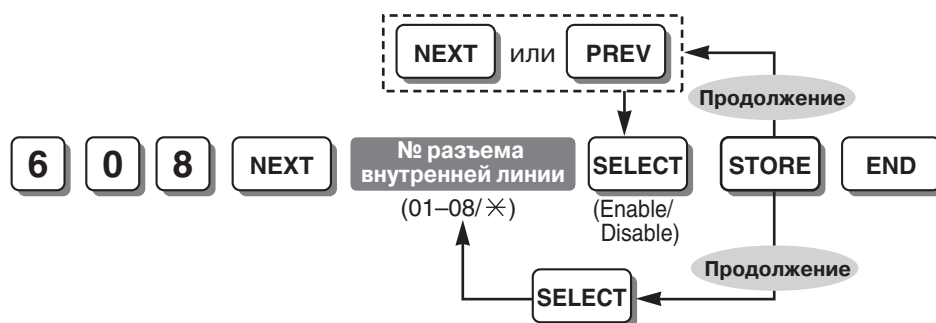 NEXT или PREV
Продолжение
6 0 8 NEXT № разъема внутренней линии SELECT STORE END
(01–08/✳)
(Enable/
Disable)
Продолжение
SELECT